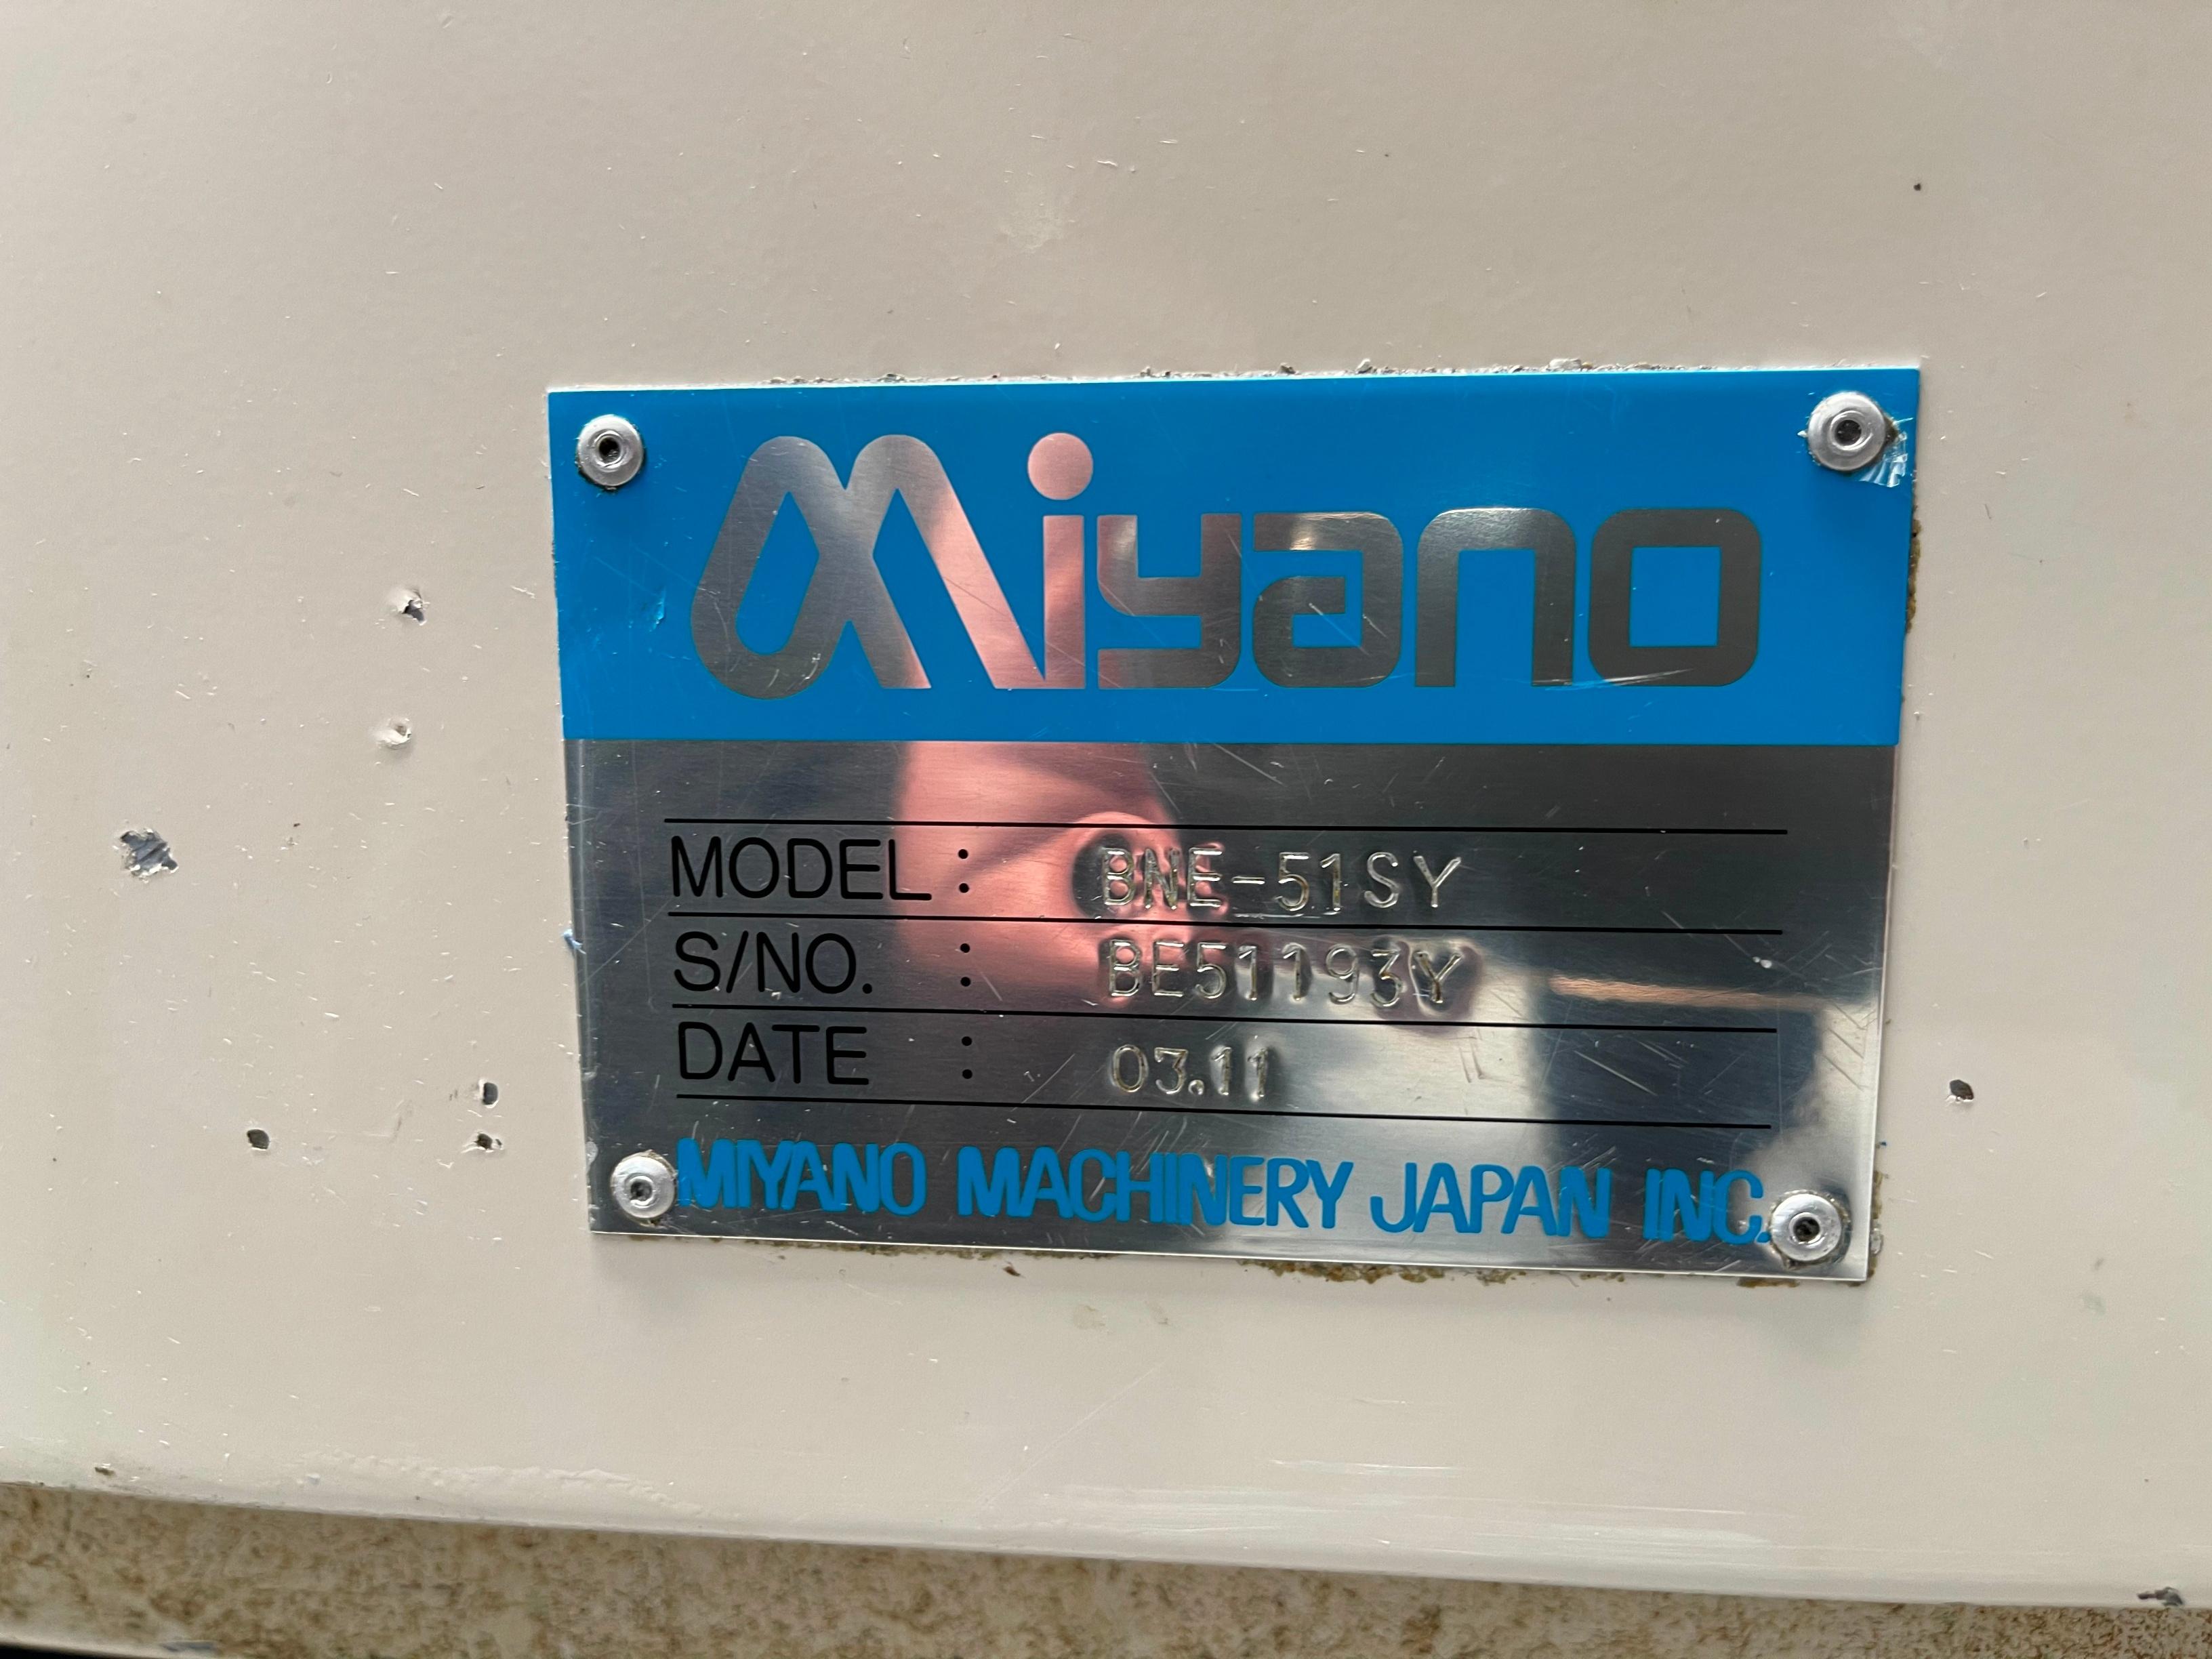 Miyano
MODEL : BNE-51SY
S/NO. : BE51193Y
DATE : 03.11
MIYANO MACHINERY JAPAN INC.